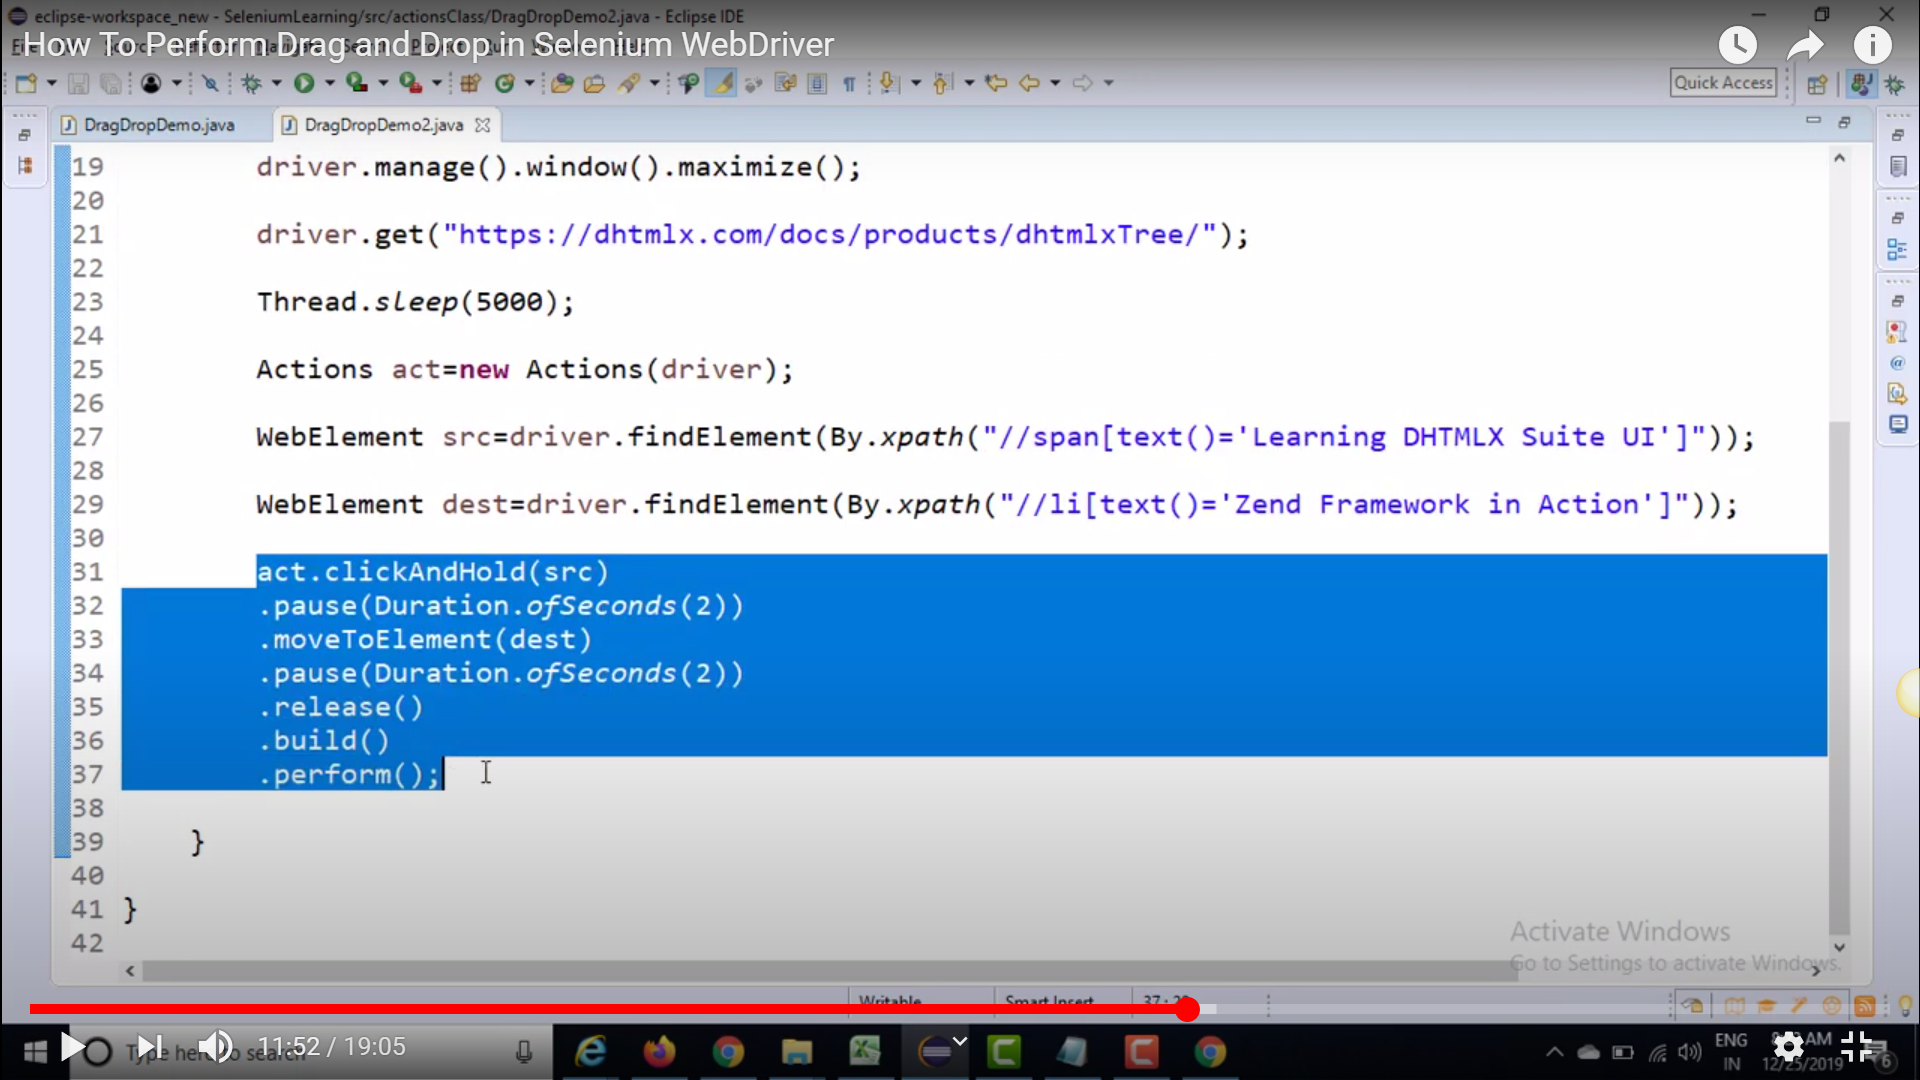 eclipse-workspace_new - SeleniumLearning/src/actionsClass/DragDropDemo2.java - Eclipse IDE
How To Perform Drag and Drop in Selenium WebDriver
Quick Access
DragDropDemo.java
DragDropDemo2.java
19 driver.manage().window().maximize();
20
21 driver.get("https://dhtmlx.com/docs/products/dhtmlxTree/");
22
23 Thread.sleep(5000);
24
25 Actions act=new Actions(driver);
26
27 WebElement src=driver.findElement(By.xpath("//span[text()='Learning DHTMLX Suite UI']"));
28
29 WebElement dest=driver.findElement(By.xpath("//li[text()='Zend Framework in Action']"));
30
31 act.clickAndHold(src)
32 .pause(Duration.ofSeconds(2))
33 .moveToElement(dest)
34 .pause(Duration.ofSeconds(2))
35 .release()
36 .build()
37 .perform();
38
39 }
40
41 }
42
Activate Windows
Go to Settings to activate Windows.
Writable
Smart Insert
11:52 / 19:05
Type here to search
ENG
IN
AM
12/25/2019
6